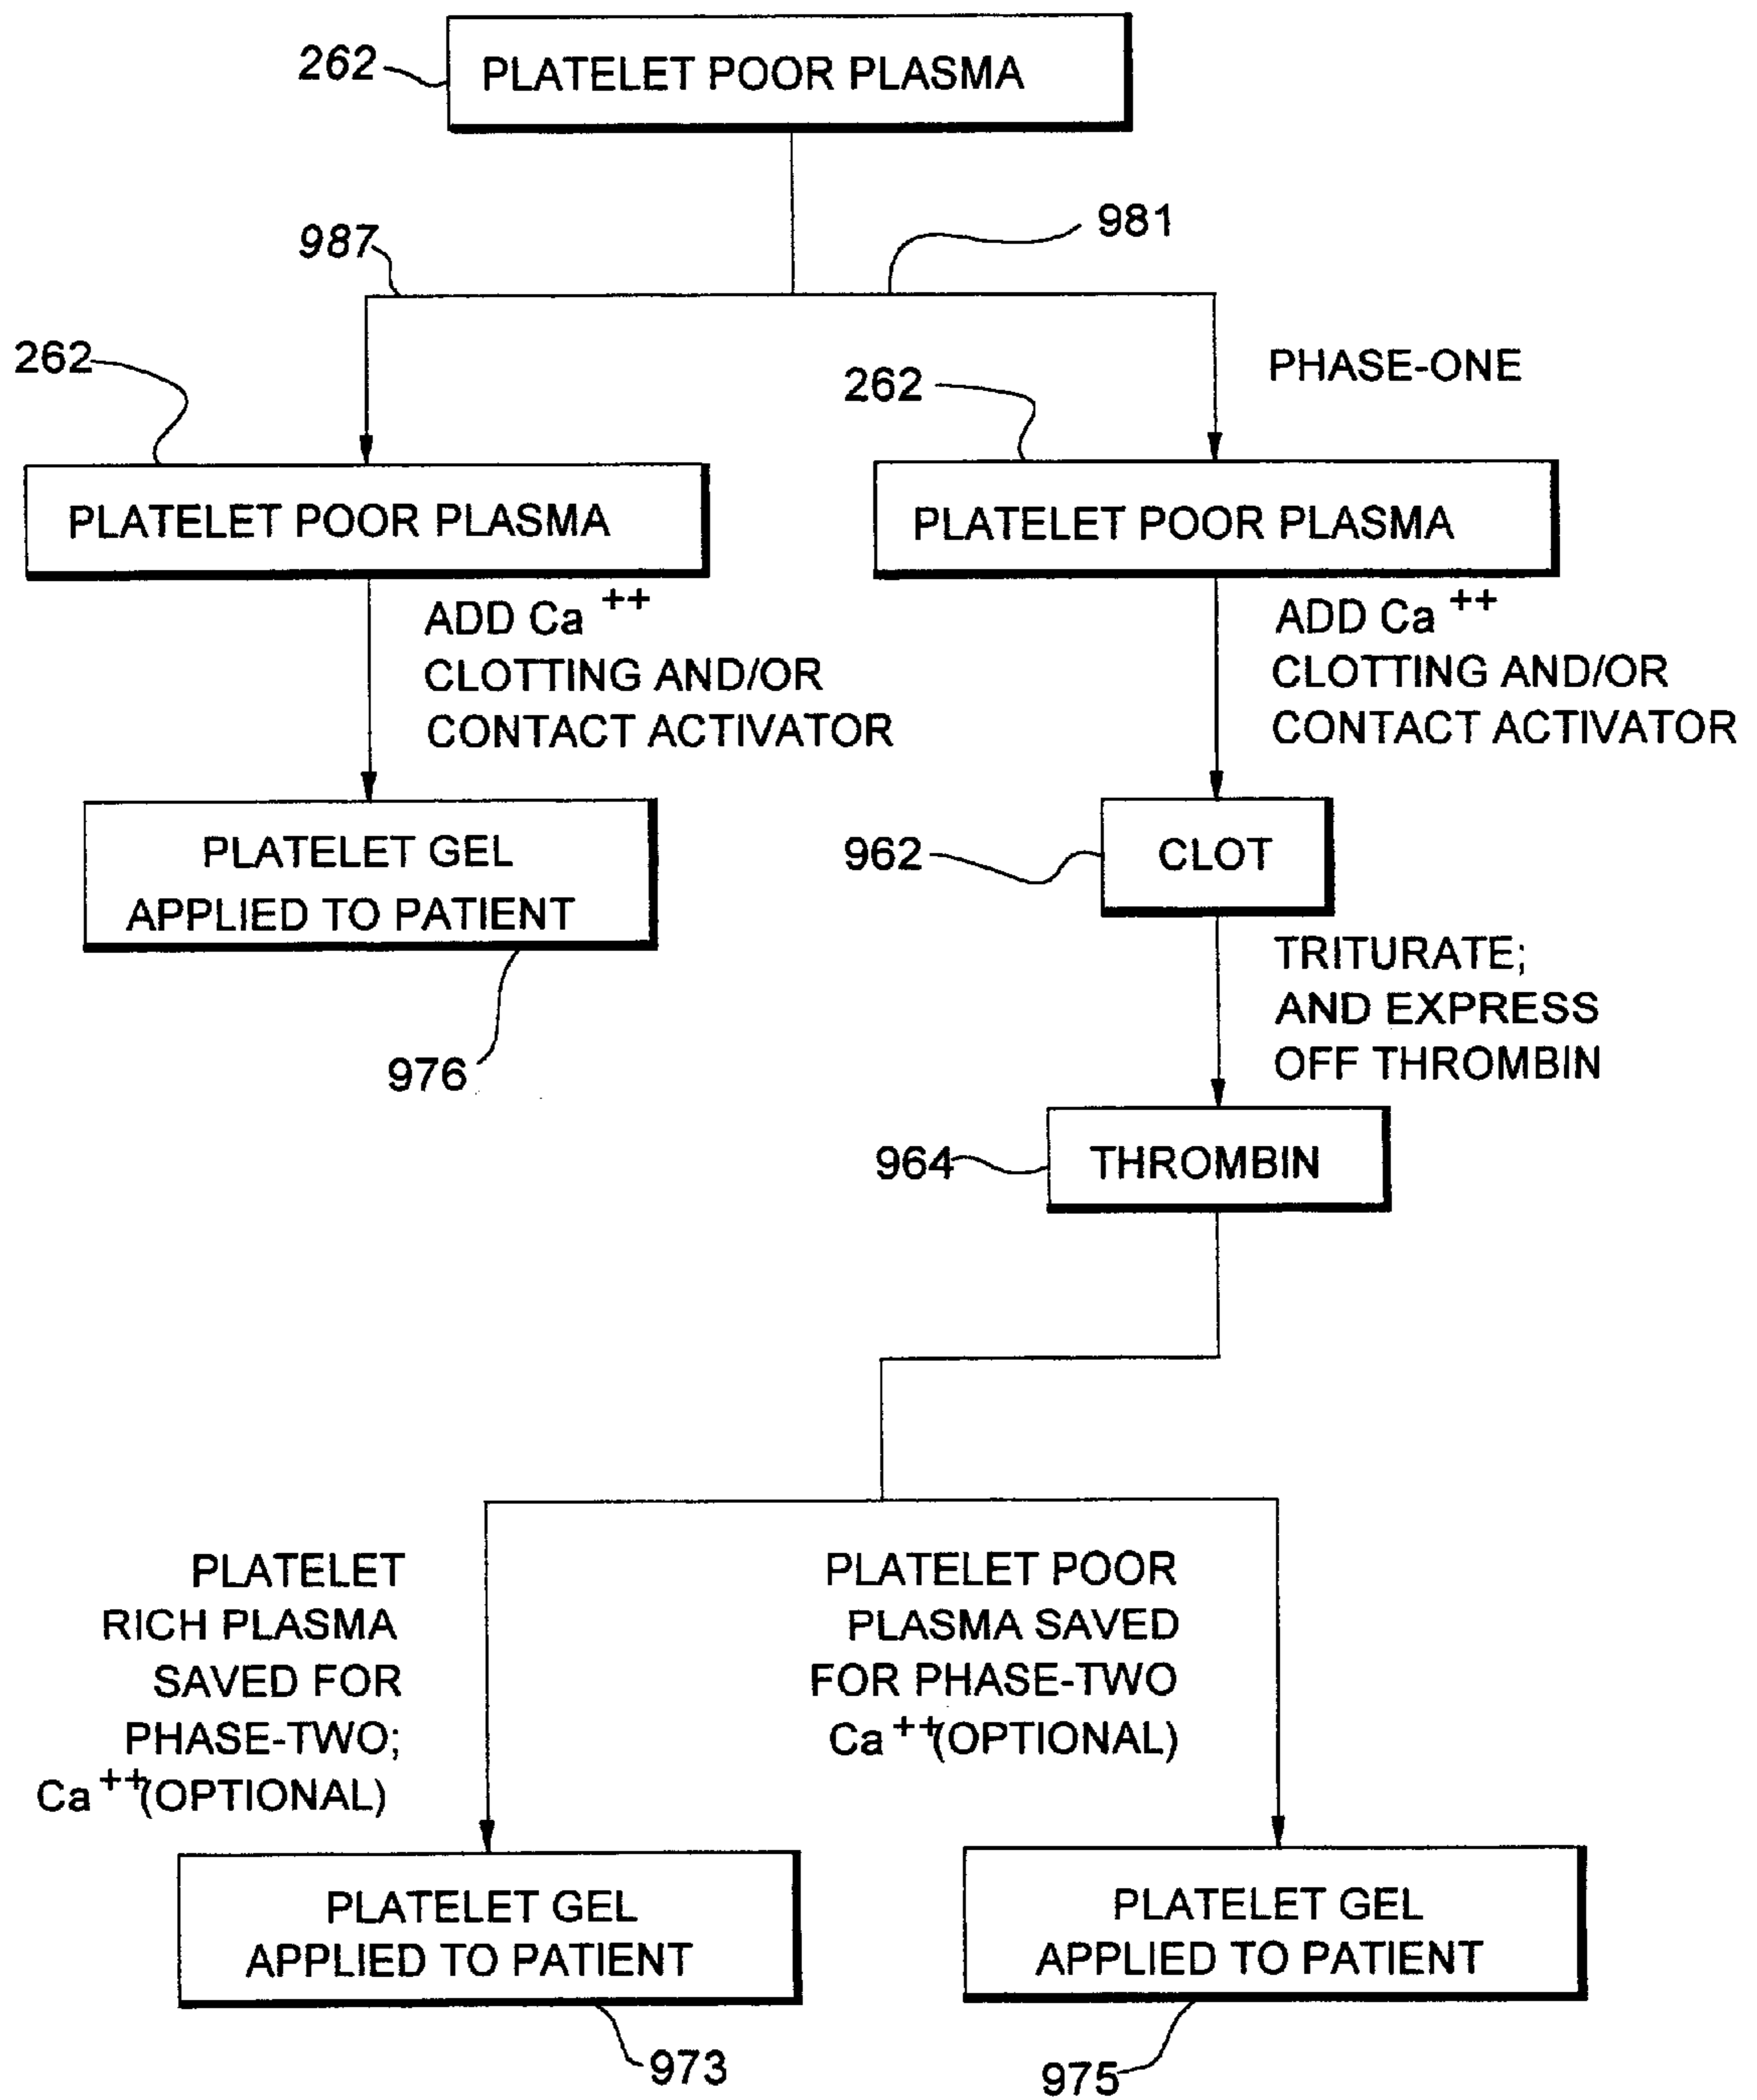 262
PLATELET POOR PLASMA
987
981
262
262
PHASE-ONE
PLATELET POOR PLASMA
PLATELET POOR PLASMA
ADD Ca ++
CLOTTING AND/OR
CONTACT ACTIVATOR
ADD Ca ++
CLOTTING AND/OR
CONTACT ACTIVATOR
PLATELET GEL
APPLIED TO PATIENT
976
962
CLOT
TRITURATE;
AND EXPRESS
OFF THROMBIN
964
THROMBIN
PLATELET
RICH PLASMA
SAVED FOR
PHASE-TWO;
Ca ++(OPTIONAL)
PLATELET POOR
PLASMA SAVED
FOR PHASE-TWO
Ca ++(OPTIONAL)
PLATELET GEL
APPLIED TO PATIENT
973
PLATELET GEL
APPLIED TO PATIENT
975